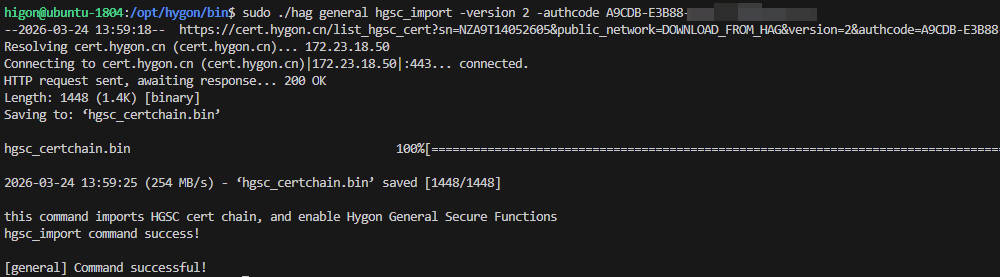 higon@ubuntu-1804:/opt/hygon/bin$ sudo ./hag general hgsc_import -version 2 -authcode A9CDB-E3B88-
--2026-03-24 13:59:18-- https://cert.hygon.cn/list_hgsc_cert?sn=NZA9T14052605&public_network=DOWNLOAD_FROM_HAG&version=2&authcode=A9CDB-E3B88
Resolving cert.hygon.cn (cert.hygon.cn)... 172.23.18.50
Connecting to cert.hygon.cn (cert.hygon.cn)|172.23.18.50|:443... connected.
HTTP request sent, awaiting response... 200 OK
Length: 1448 (1.4K) [binary]
Saving to: ‘hgsc_certchain.bin’
hgsc_certchain.bin 100%[=================================================================================
2026-03-24 13:59:25 (254 MB/s) - ‘hgsc_certchain.bin’ saved [1448/1448]
this command imports HGSC cert chain, and enable Hygon General Secure Functions
hgsc_import command success!
[general] Command successful!